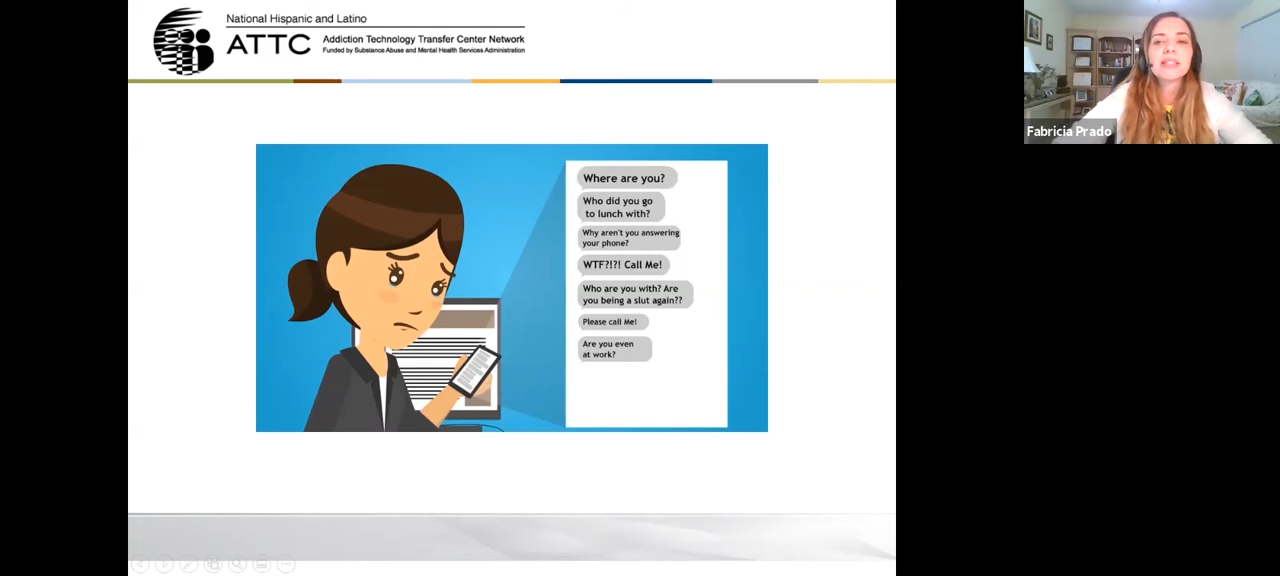 National Hispanic and Latino
ATTC
Addiction Technology Transfer Center Network
Funded by Substance Abuse and Mental Health Services Administration
Fabricia Prado
Where are you?
Who did you go
to lunch with?
Why aren't you answering
your phone?
WTF?!?! Call Me!
Who are you with? Are
you being a slut again??
Please call Me!
Are you even
at work?